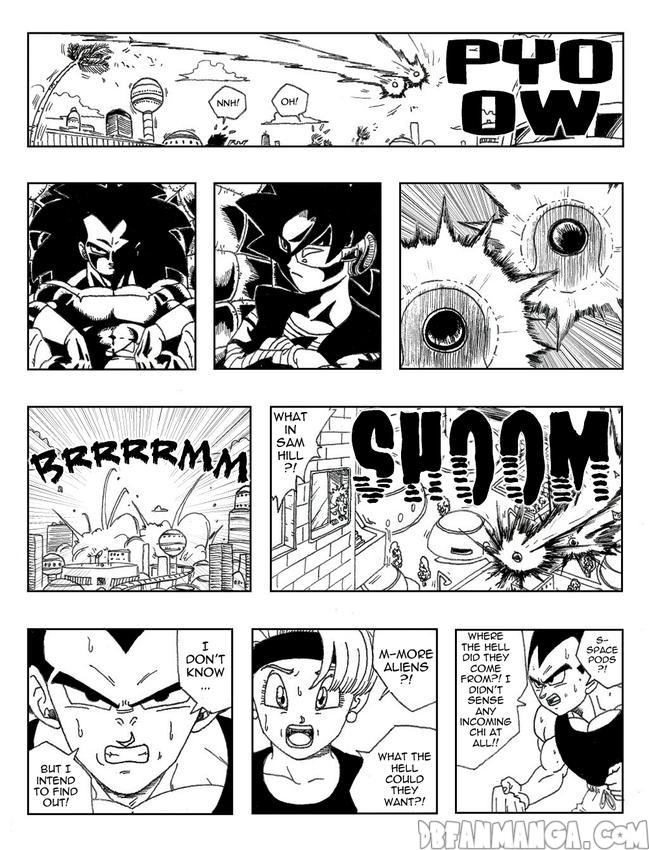 PYO
OW
OH!
NNH!
SHOOM
WHAT
IN
SAM
HILL
?!
BRRRRMM
S-
SPACE
PODS
?!
WHERE
THE HELL
DID THEY
COME
FROM?! I
DIDN'T
SENSE
ANY
INCOMING
CHI AT
ALL!!
M-MORE
ALIENS
?!
WHAT THE
HELL
COULD
THEY
WANT?!
I
DON'T
KNOW
...
BUT I
INTEND
TO FIND
OUT!
DBFANMANGA.COM